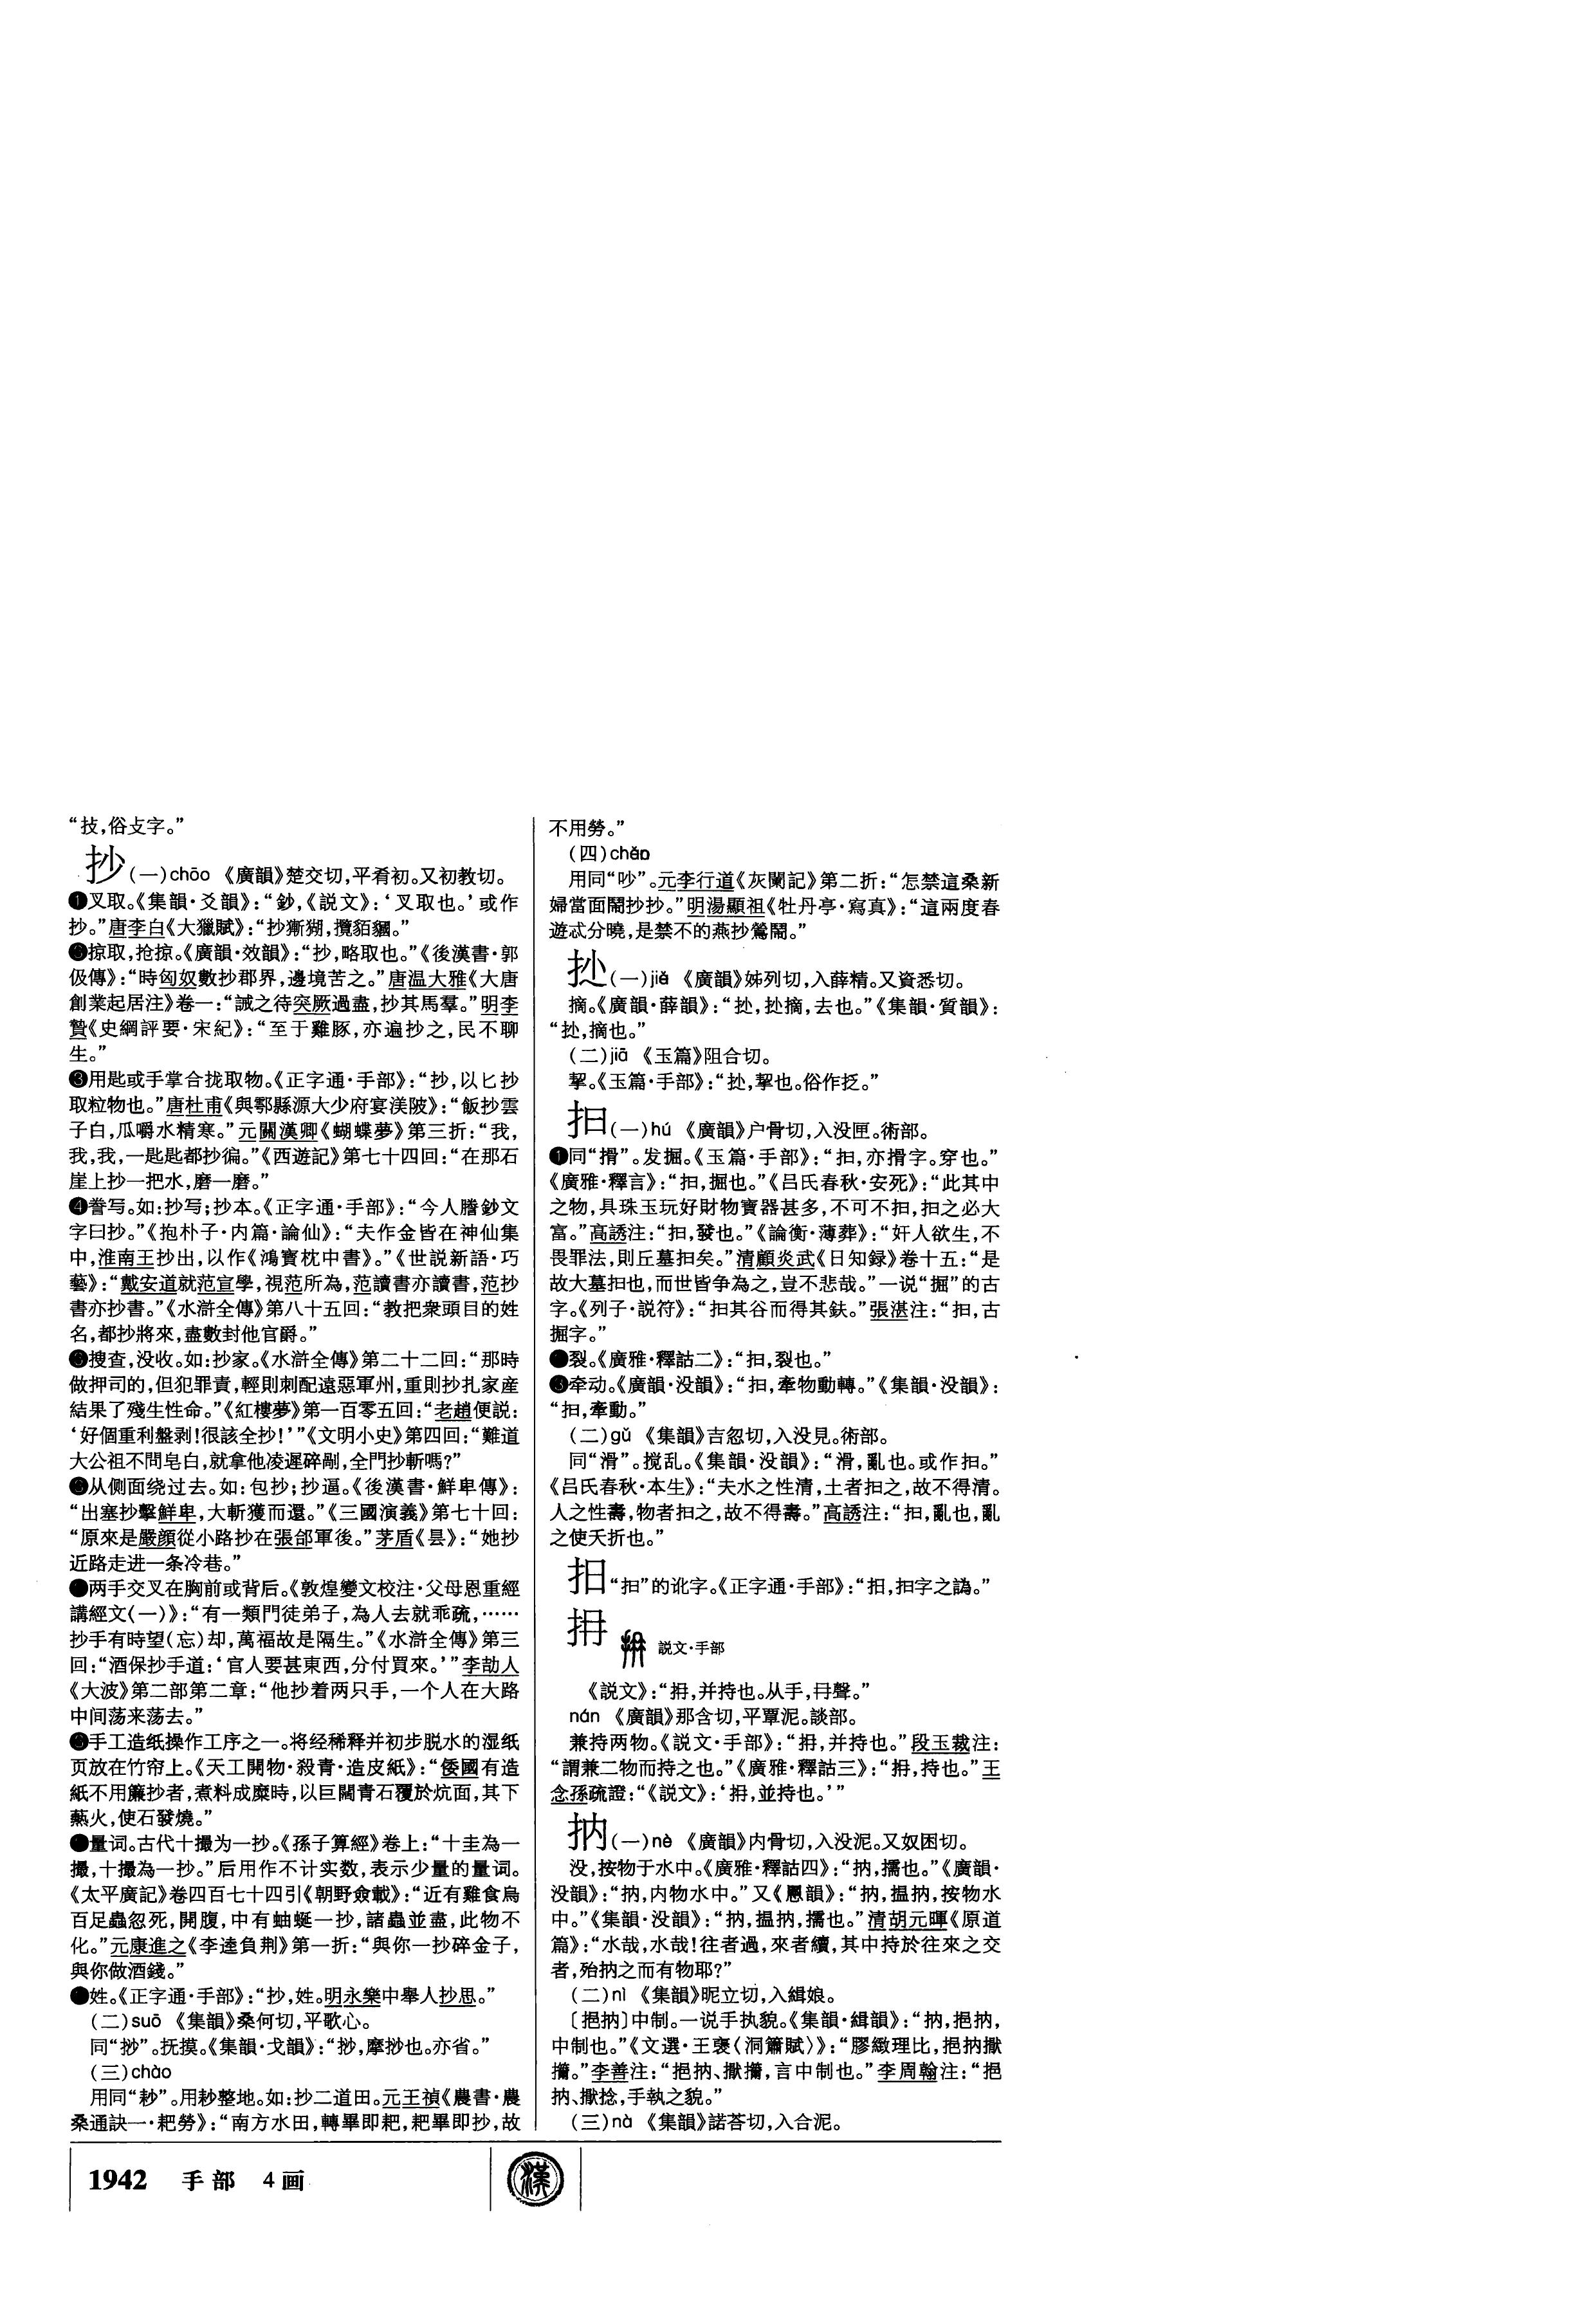 “抆，俗攴字。”
抄(一)chāo 《廣韻》楚交切，平肴初。又初教切。
❶叉取。《集韻·爻韻》：“鈔，《説文》：‘叉取也。’或作
抄。”唐李白《大獵賦》：“抄獑猢，攬貊貗。”
掠取，抢掠。《廣韻·效韻》：“抄，略取也。”《後漢書·郭
伋傳》：“時匈奴數抄郡界，邊境苦之。”唐温大雅《大唐
創業起居注》卷一：“誡之待突厥過盡，抄其馬羣。”明李
贄《史綱評要·宋紀》：“至于雞豚，亦遍抄之，民不聊
生。”
❸用匙或手掌合拢取物。《正字通·手部》：“抄，以匕抄
取粒物也。”唐杜甫《與鄠縣源大少府宴渼陂》：“飯抄雲
子白，瓜嚼水精寒。”元關漢卿《蝴蝶夢》第三折：“我，
我，我，一匙匙都抄徧。”《西遊記》第七十四回：“在那石
崖上抄一把水，磨一磨。”
❹誊写。如：抄写；抄本。《正字通·手部》：“今人謄鈔文
字曰抄。”《抱朴子·内篇·論仙》：“夫作金皆在神仙集
中，淮南王抄出，以作《鴻寶枕中書》。”《世説新語·巧
藝》：“戴安道就范宣學，視范所為，范讀書亦讀書，范抄
書亦抄書。”《水滸全傳》第八十五回：“教把衆頭目的姓
名，都抄將來，盡數封他官爵。”
搜查，没收。如：抄家。《水滸全傳》第二十二回：“那時
做押司的，但犯罪責，輕則刺配遠惡軍州，重則抄扎家産
結果了殘生性命。”《紅樓夢》第一百零五回：“老趙便説：
‘好個重利盤剥！很該全抄！’”《文明小史》第四回：“難道
大公祖不問皂白，就拿他凌遲碎剮，全門抄斬嗎?”
从侧面绕过去。如：包抄；抄逼。《後漢書·鮮卑傳》：
“出塞抄擊鮮卑，大斬獲而還。”《三國演義》第七十回：
“原來是嚴顔從小路抄在張郃軍後。”茅盾《昙》：“她抄
近路走进一条冷巷。”
两手交叉在胸前或背后。《敦煌變文校注·父母恩重經
講經文(一)》：“有一類門徒弟子，為人去就乖疏，……
抄手有時望(忘)却，萬福故是隔生。”《水滸全傳》第三
回：“酒保抄手道：‘官人要甚東西，分付買來。’”李劼人
《大波》第二部第二章：“他抄着两只手，一个人在大路
中间荡来荡去。”
手工造纸操作工序之一。将经稀释并初步脱水的湿纸
页放在竹帘上。《天工開物·殺青·造皮紙》：“倭國有造
紙不用簾抄者，煮料成糜時，以巨闊青石覆於炕面，其下
爇火，使石發燒。”
量词。古代十撮为一抄。《孫子算經》卷上：“十圭為一
撮，十撮為一抄。”后用作不计实数，表示少量的量词。
《太平廣記》卷四百七十四引《朝野僉載》：“近有雞食烏
百足蟲忽死，開腹，中有蚰蜒一抄，諸蟲並盡，此物不
化。”元康進之《李逵負荆》第一折：“與你一抄碎金子，
與你做酒錢。”
姓。《正字通·手部》：“抄，姓。明永樂中舉人抄思。”
(二)suō 《集韻》桑何切，平歌心。
同“挱”。抚摸。《集韻·戈韻》：“挱，摩挱也。亦省。”
(三)chào
用同“耖”。用耖整地。如：抄二道田。元王禎《農書·農
桑通訣一·耙勞》：“南方水田，轉畢即耙，耙畢即抄，故
不用勞。”
(四)chǎo
用同“吵”。元李行道《灰闌記》第二折：“怎禁這桑新
婦當面鬧抄抄。”明湯顯祖《牡丹亭·寫真》：“這兩度春
遊忒分曉，是禁不的燕抄鶯鬧。”
㧗(一)jié 《廣韻》姊列切，入薛精。又資悉切。
摘。《廣韻·薛韻》：“㧗，㧗摘，去也。”《集韻·質韻》：
“㧗，摘也。”
(二)jiā 《玉篇》阻合切。
挐。《玉篇·手部》：“㧗，挐也。俗作抸。”
抇(一)hú 《廣韻》户骨切，入没匣。術部。
❶同“搰”。发掘。《玉篇·手部》：“抇，亦搰字。穿也。”
《廣雅·釋言》：“抇，掘也。”《吕氏春秋·安死》：“此其中
之物，具珠玉玩好財物寶器甚多，不可不抇，抇之必大
富。”高誘注：“抇，發也。”《論衡·薄葬》：“奸人欲生，不
畏罪法，則丘墓抇矣。”清顧炎武《日知録》卷十五：“是
故大墓抇也，而世皆争為之，豈不悲哉。”一说“掘”的古
字。《列子·説符》：“抇其谷而得其鈇。”張湛注：“抇，古
掘字。”
裂。《廣雅·釋詁二》：“抇，裂也。”
❸牵动。《廣韻·没韻》：“抇，牽物動轉。”《集韻·没韻》：
“抇，牽動。”
(二)gǔ 《集韻》吉忽切，入没見。術部。
同“滑”。搅乱。《集韻·没韻》：“滑，亂也。或作抇。”
《吕氏春秋·本生》：“夫水之性清，土者抇之，故不得清。
人之性壽，物者抇之，故不得壽。”高誘注：“抇，亂也，亂
之使夭折也。”
“抇”的讹字。《正字通·手部》：“抇字之譌。”
抩 説文·手部
《説文》：“抩，并持也。从手，冄聲。”
nán 《廣韻》那含切，平覃泥。談部。
兼持两物。《説文·手部》：“抩，并持也。”段玉裁注：
“謂兼二物而持之也。”《廣雅·釋詁三》：“抩，持也。”王
念孫疏證：“《説文》：‘抩，並持也。’”
抐(一)nè 《廣韻》内骨切，入没泥。又奴困切。
没，按物于水中。《廣雅·釋詁四》：“抐，擩也。”《廣韻·
没韻》：“抐，内物水中。”又《慁韻》：“抐，揾抐，按物水
中。”《集韻·没韻》：“抐，揾抐，擩也。”清胡元暉《原道
篇》：“水哉，水哉！往者過，來者續，其中持於往來之交
者，殆抐之而有物耶?”
(二)nì 《集韻》昵立切，入緝娘。
〔挹抐〕中制。一说手执貌。《集韻·緝韻》：“抐，挹抐，
中制也。”《文選·王褒〈洞簫賦〉》：“膠緻理比，挹抐擫
㩶。”李善注：“挹抐、擫㩶，言中制也。”李周翰注：“挹
抐、擫捻，手執之貌。”
(三)nà 《集韻》諾荅切，入合泥。
1942 手部 4画
漢